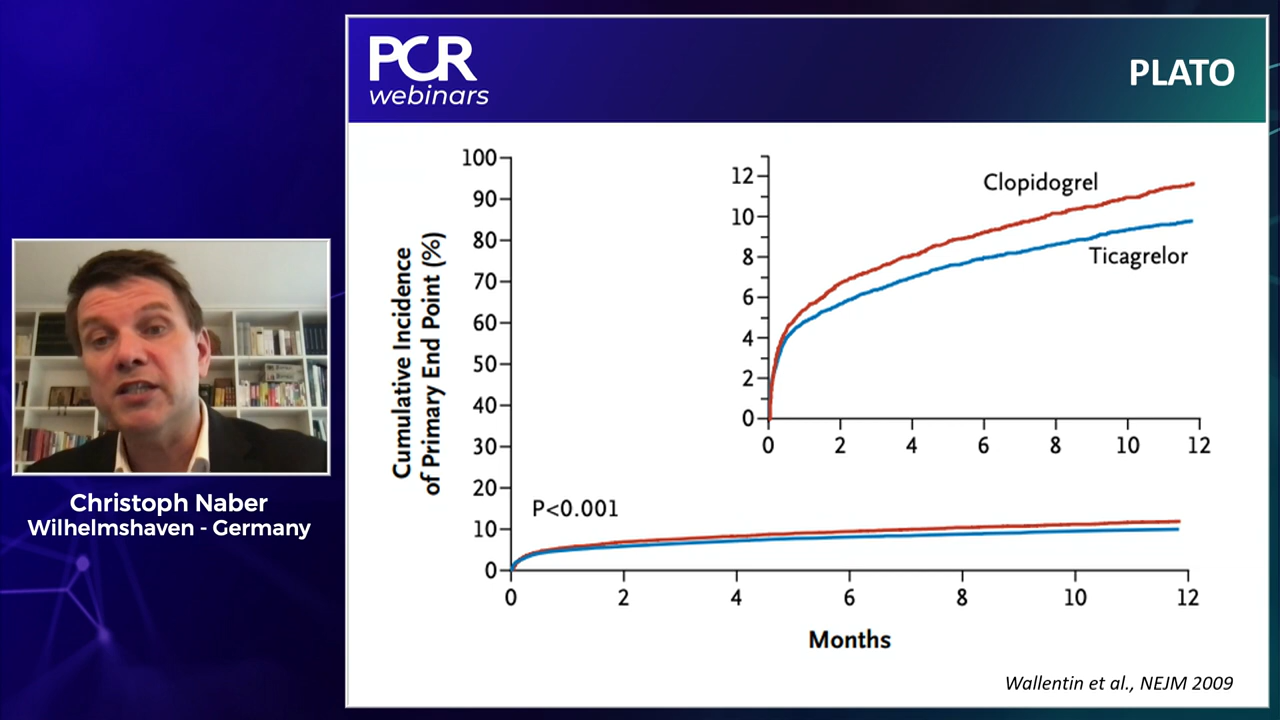 PCR
webinars
PLATO
Christoph Naber
Wilhelmshaven - Germany
Cumulative Incidence
of Primary End Point (%)
100
90
80
70
60
50
40
30
20
10
0
P<0.001
0 2 4 6 8 10 12
Months
12
10
8
6
4
2
0
Clopidogrel
Ticagrelor
0 2 4 6 8 10 12
Wallentin et al., NEJM 2009